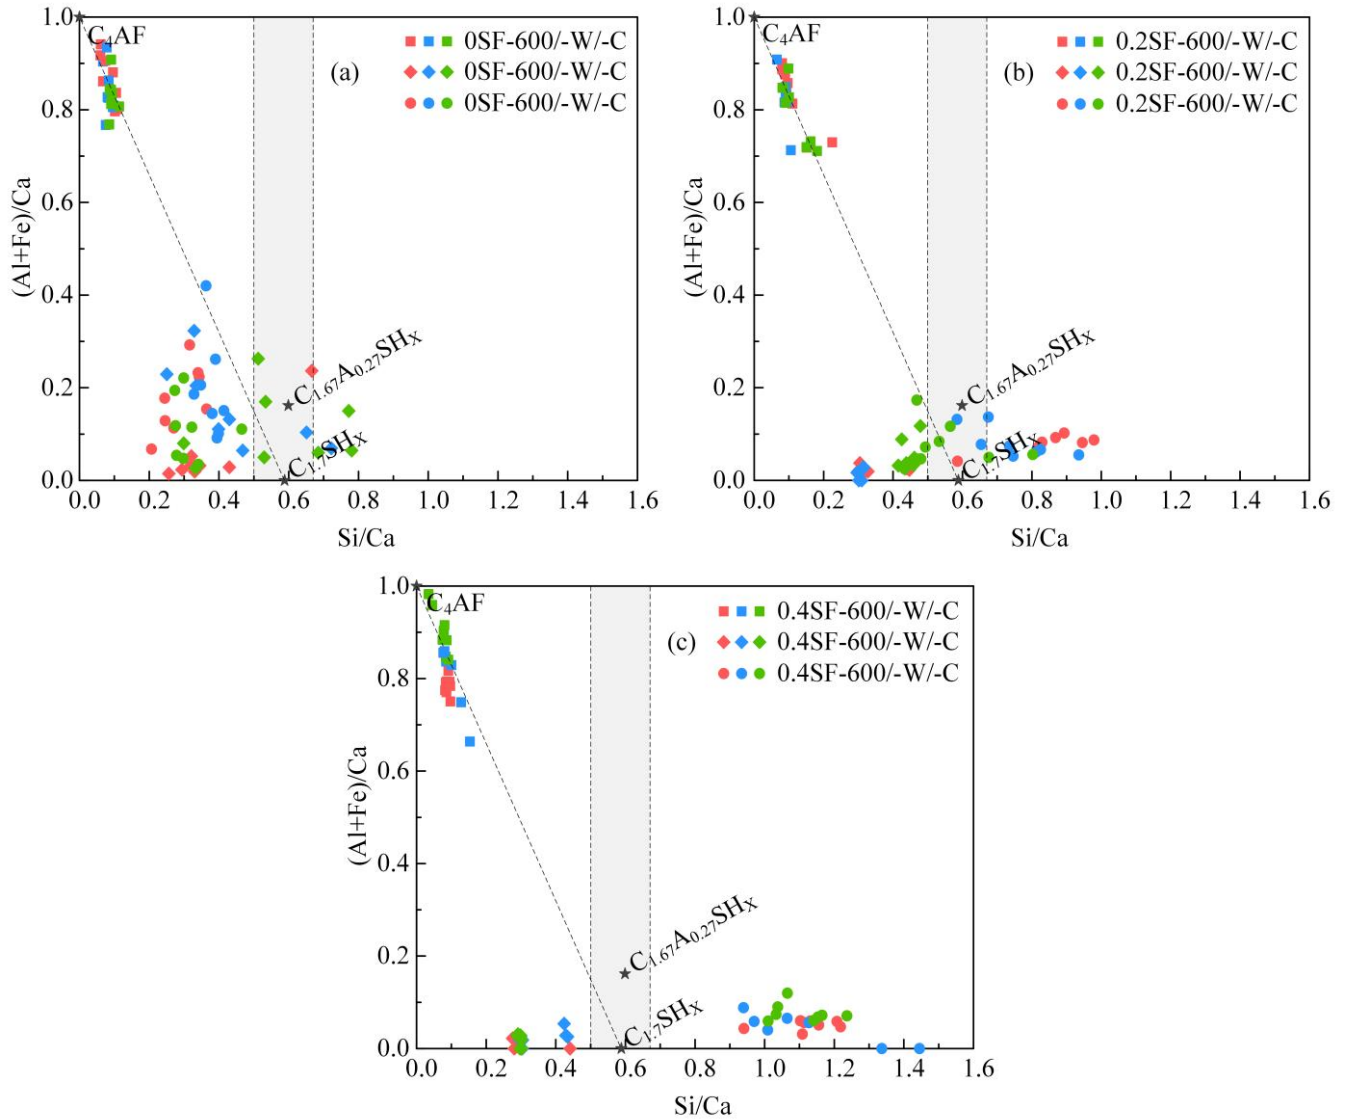 1.0
0.8
0.6
0.4
0.2
0.0
0.0 0.2 0.4 0.6 0.8 1.0 1.2 1.4 1.6
(Al+Fe)/Ca
Si/Ca
C₄AF
(a)
0SF-600/-W/-C
0SF-600/-W/-C
0SF-600/-W/-C
C₁.₆₇A₀.₂₇SHₓ
C₁.₇SHₓ
1.0
0.8
0.6
0.4
0.2
0.0
0.0 0.2 0.4 0.6 0.8 1.0 1.2 1.4 1.6
(Al+Fe)/Ca
Si/Ca
C₄AF
(b)
0.2SF-600/-W/-C
0.2SF-600/-W/-C
0.2SF-600/-W/-C
C₁.₆₇A₀.₂₇SHₓ
C₁.₇SHₓ
1.0
0.8
0.6
0.4
0.2
0.0
0.0 0.2 0.4 0.6 0.8 1.0 1.2 1.4 1.6
(Al+Fe)/Ca
Si/Ca
C₄AF
(c)
0.4SF-600/-W/-C
0.4SF-600/-W/-C
0.4SF-600/-W/-C
C₁.₆₇A₀.₂₇SHₓ
C₁.₇SHₓ